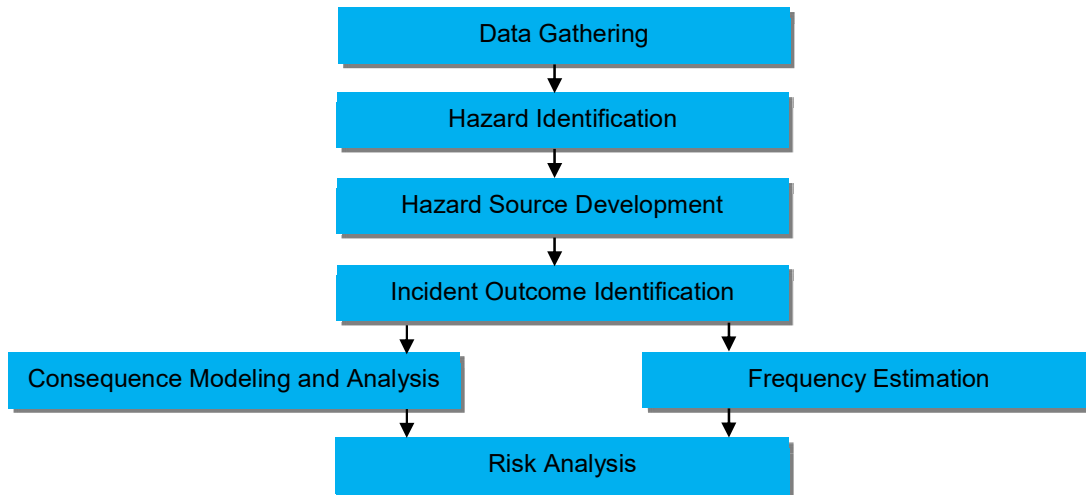 Data Gathering
Hazard Identification
Hazard Source Development
Incident Outcome Identification
Consequence Modeling and Analysis
Frequency Estimation
Risk Analysis